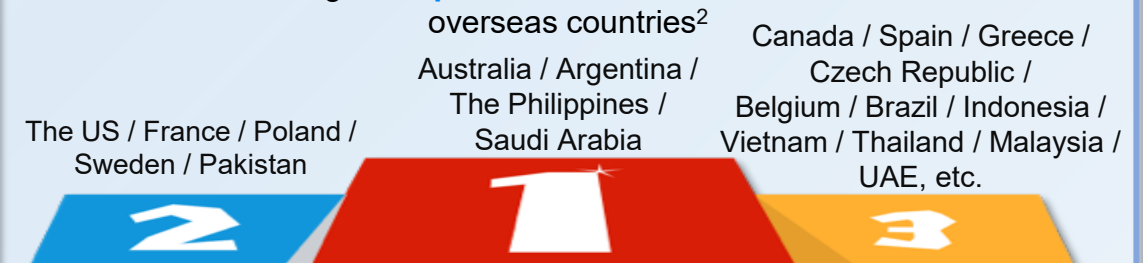 overseas countries2
Australia / Argentina /
The Philippines /
Saudi Arabia
The US / France / Poland /
Sweden / Pakistan
Canada / Spain / Greece /
Czech Republic /
Belgium / Brazil / Indonesia /
Vietnam / Thailand / Malaysia /
UAE, etc.
2
1
3